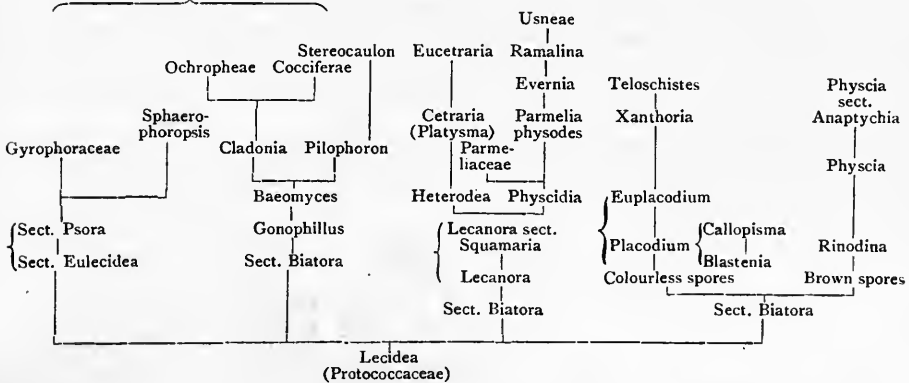 Usneae
Stereocaulon Eucetraria Ramalina
Ochropheae Cocciferae
Evernia Teloschistes Physcia
sect.
Sphaero-
phoropsis Cetraria
(Platysma) Parmelia
physodes Xanthoria Anaptychia
Gyrophoraceae Cladonia Pilophoron Parme-
liaceae Physcia
Baeomyces Heterodea Physcidia Euplacodium
Sect. Psora Gonophillus Lecanora sect.
Squamaria Callopisma
Placodium Rinodina
Sect. Eulecidea Sect. Biatora Blastenia
Lecanora Colourless spores Brown spores
Sect. Biatora Sect. Biatora
Lecidea
(Protococcaceae)